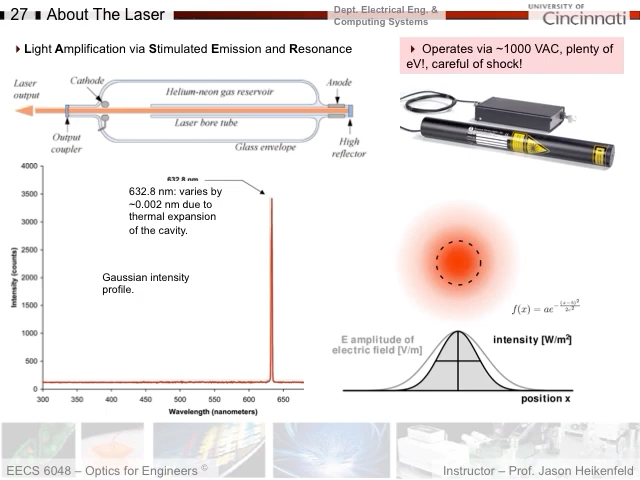 27
About The Laser
Dept. Electrical Eng. &
Computing Systems
UNIVERSITY OF
Cincinnati
Light Amplification via Stimulated Emission and Resonance
Operates via ~1000 VAC, plenty of
eV!, careful of shock!
Laser
output
Cathode
Helium-neon gas reservoir
Anode
Laser bore tube
Output
coupler
Glass envelope
High
reflector
4000
3500
3000
2500
2000
1500
1000
500
0
Intensity (counts)
632.8 nm
632.8 nm: varies by
~0.002 nm due to
thermal expansion
of the cavity.
Gaussian intensity
profile.
300
350
400
450
500
550
600
650
Wavelength (nanometers)
f(x) = ae^{-\frac{(x-b)^2}{2c^2}}
E amplitude of
electric field [V/m]
intensity [W/m²]
position x
EECS 6048 – Optics for Engineers ©
Instructor – Prof. Jason Heikenfeld